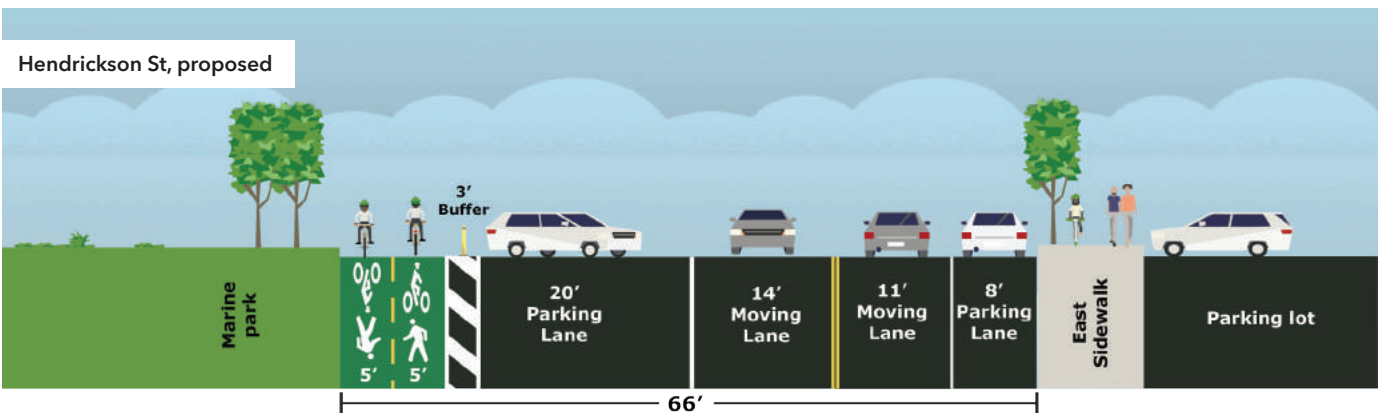 Hendrickson St, proposed
3’
Buffer
Marine
park
5’
5’
20’
Parking
Lane
14’
Moving
Lane
11’
Moving
Lane
8’
Parking
Lane
East
Sidewalk
Parking lot
66’